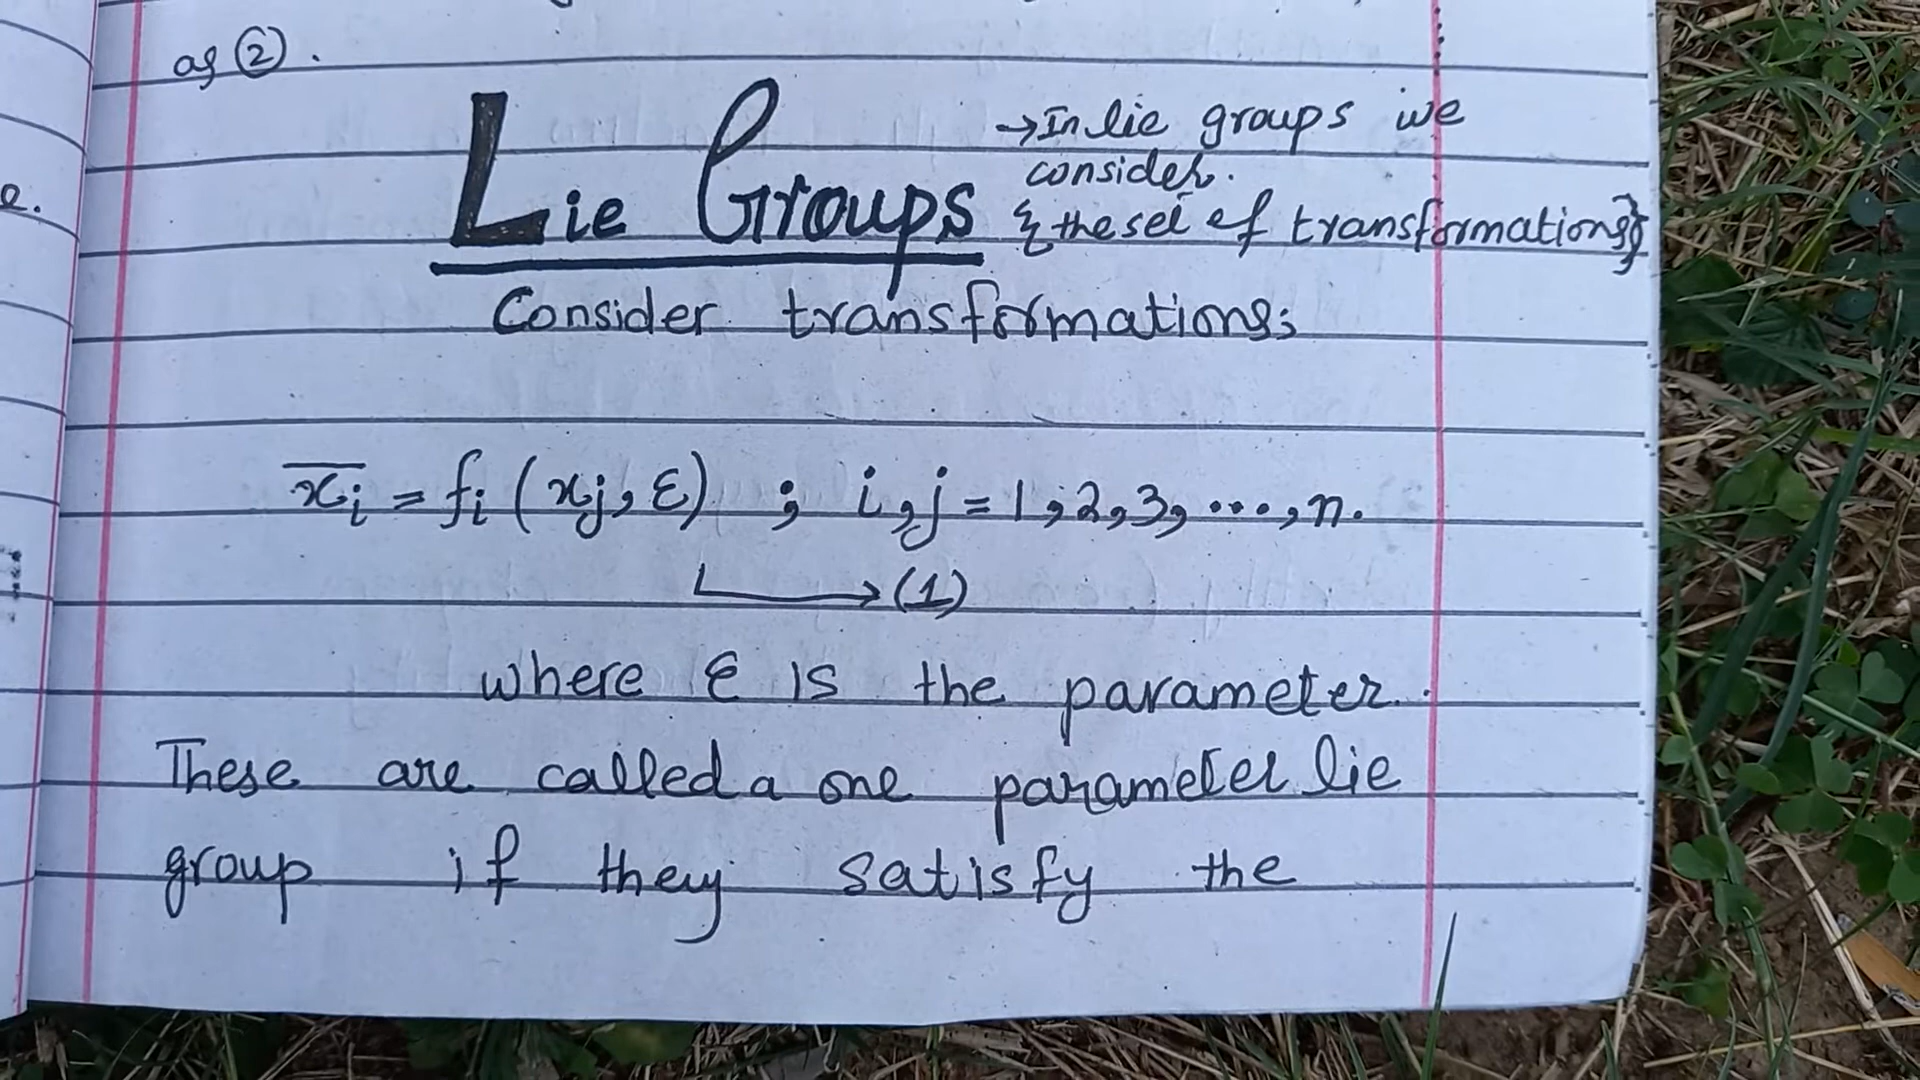 as ②.
Lie Groups
→In lie groups we
consider.
{ the set of transformations}
Consider transformations;
x̄i = fi (xj, ε) ; i,j = 1,2,3, ..., n.
→(1)
where ε is the parameter.
These are called a one parameter lie
group if they satisfy the
e.